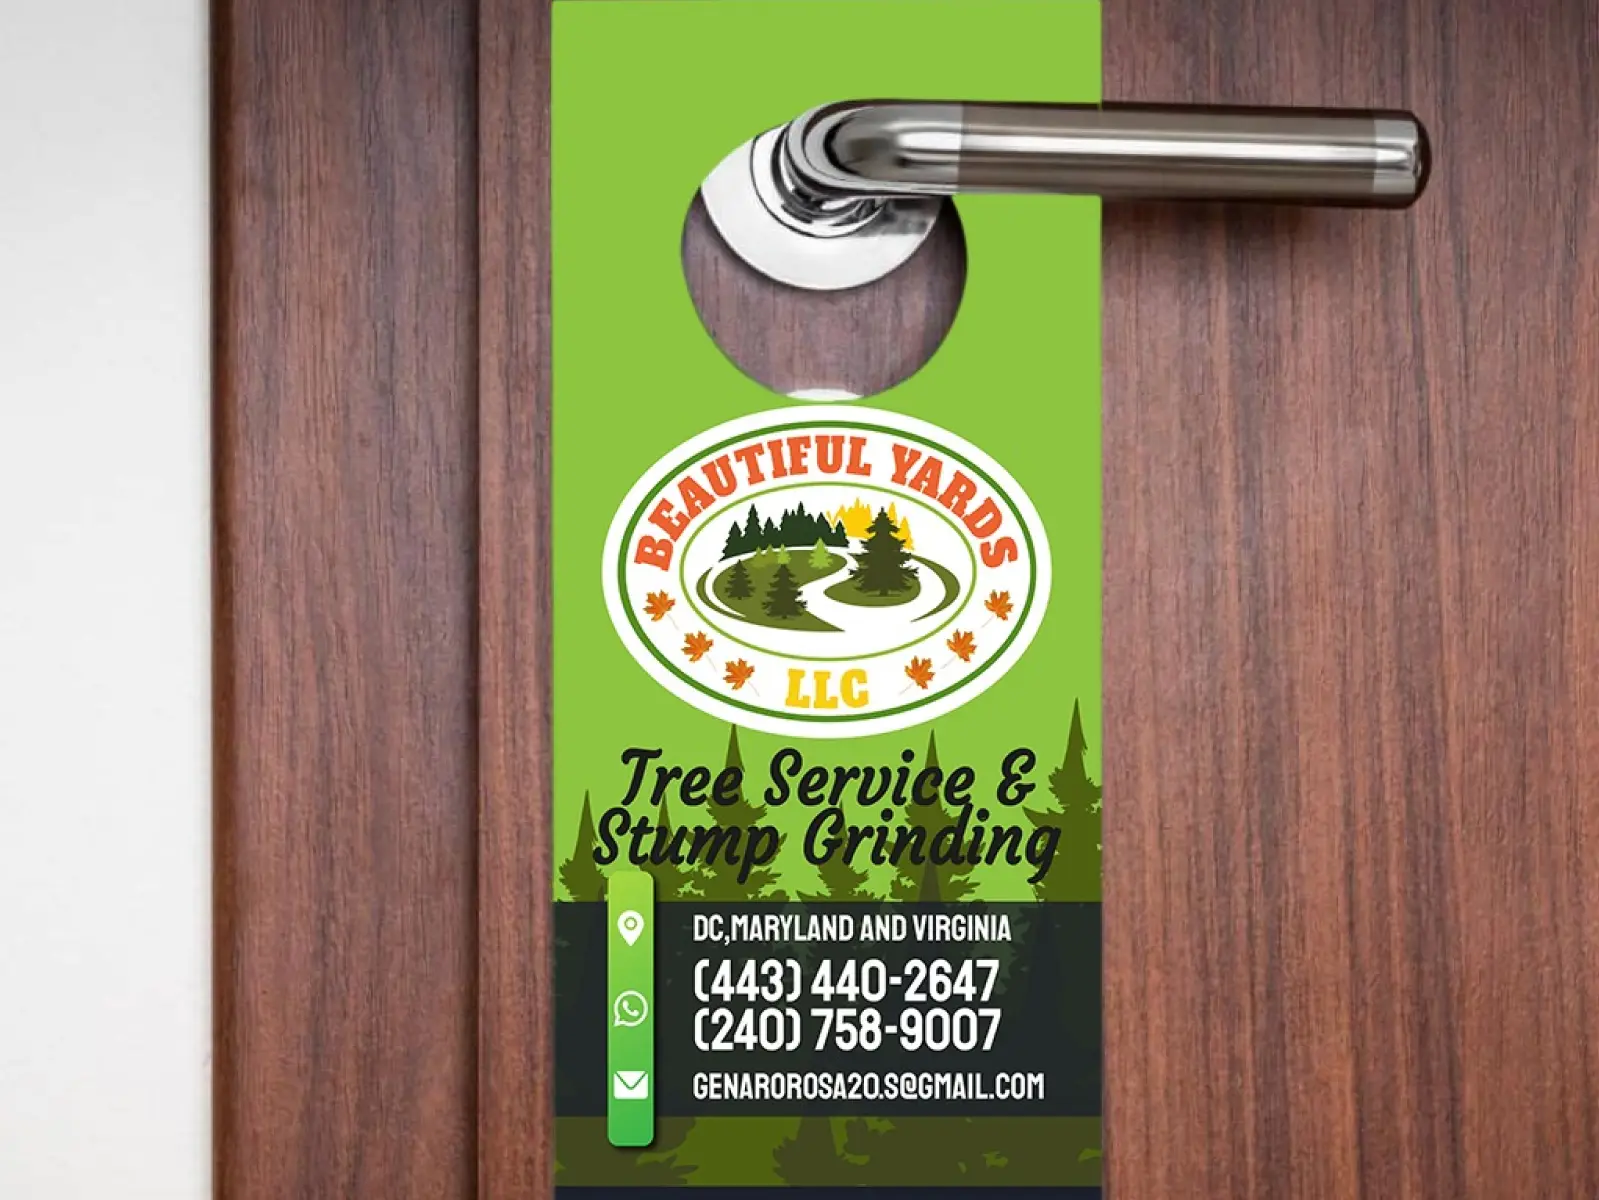 BEAUTIFUL YARDS
LLC
Tree Service &
Stump Grinding
DC,MARYLAND AND VIRGINIA
(443) 440-2647
(240) 758-9007
GENAROROSA20.S@GMAIL.COM